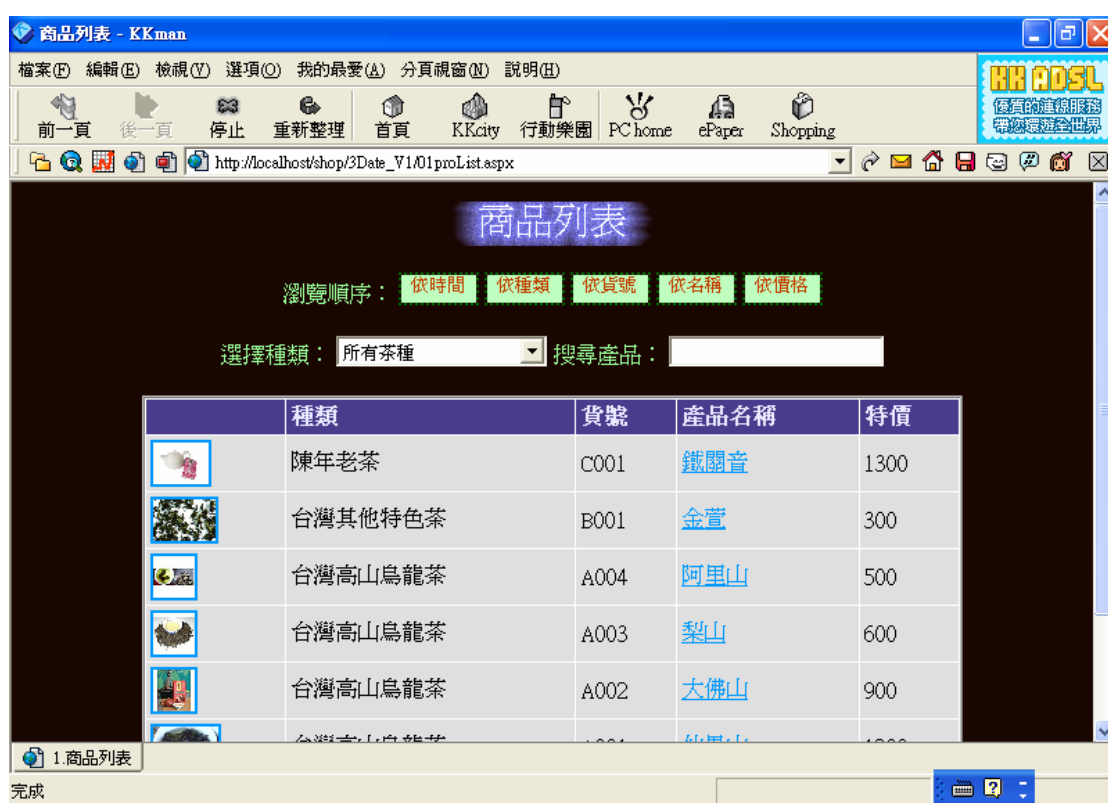 商品列表 - KKman
檔案(F) 編輯(E) 檢視(V) 選項(O) 我的最愛(A) 分頁視窗(N) 說明(H)
KK ADSL
優質的連線服務
帶您環遊全世界
前一頁 後一頁 停止 重新整理 首頁 KKcity 行動樂園 PChome ePaper Shopping
http://localhost/shop/3Date_V1/01proList.aspx
商品列表
瀏覽順序： 依時間 依種類 依貨號 依名稱 依價格
選擇種類： 所有茶種 搜尋產品：
種類 貨號 產品名稱 特價
陳年老茶 C001 鐵關音 1300
台灣其他特色茶 B001 金萱 300
台灣高山烏龍茶 A004 阿里山 500
台灣高山烏龍茶 A003 梨山 600
台灣高山烏龍茶 A002 大佛山 900
1.商品列表
完成